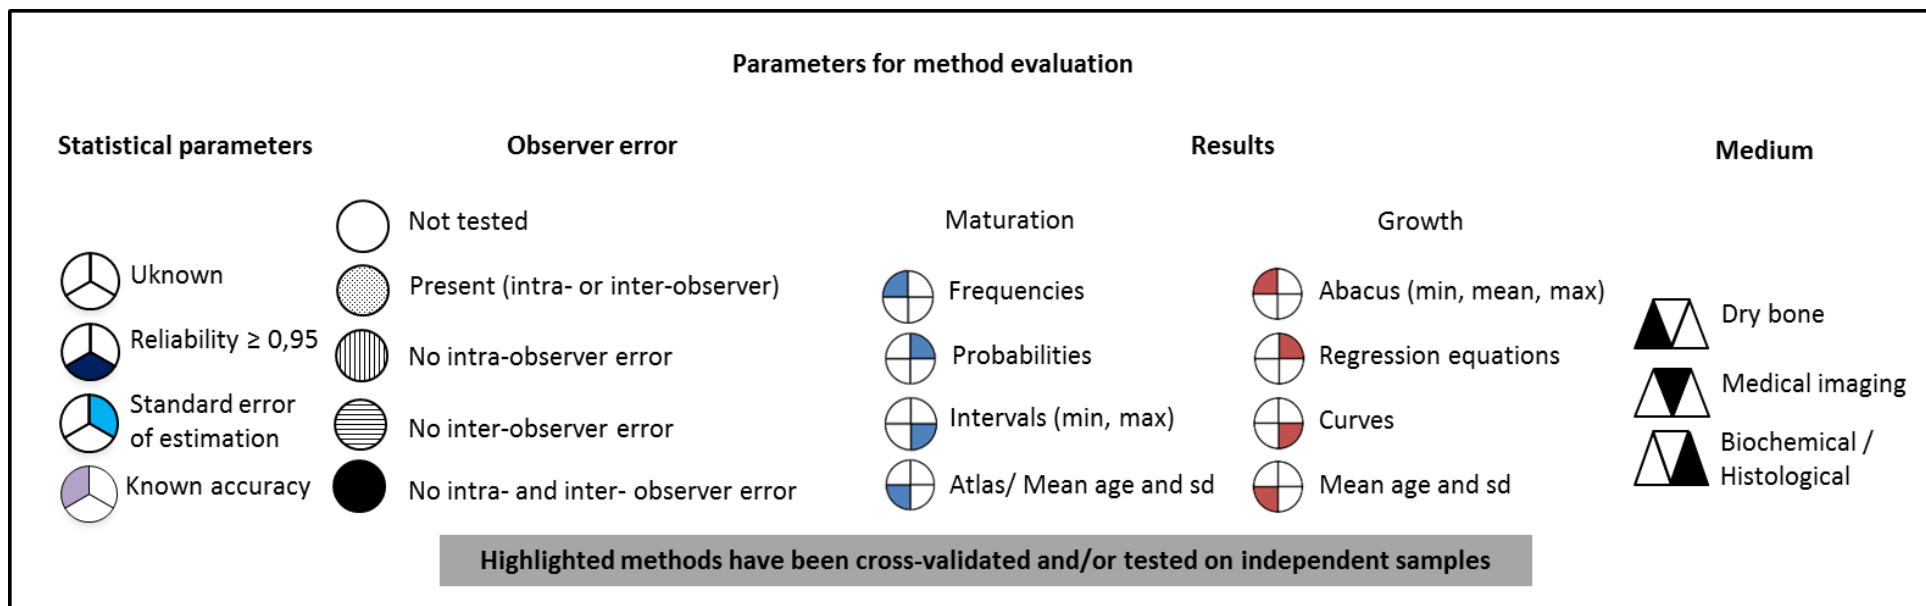 Parameters for method evaluation
Statistical parameters
Uknown
Reliability ≥ 0,95
Standard error
of estimation
Known accuracy
Observer error
Not tested
Present (intra- or inter-observer)
No intra-observer error
No inter-observer error
No intra- and inter- observer error
Results
Maturation
Frequencies
Probabilities
Intervals (min, max)
Atlas/ Mean age and sd
Growth
Abacus (min, mean, max)
Regression equations
Curves
Mean age and sd
Medium
Dry bone
Medical imaging
Biochemical /
Histological
Highlighted methods have been cross-validated and/or tested on independent samples